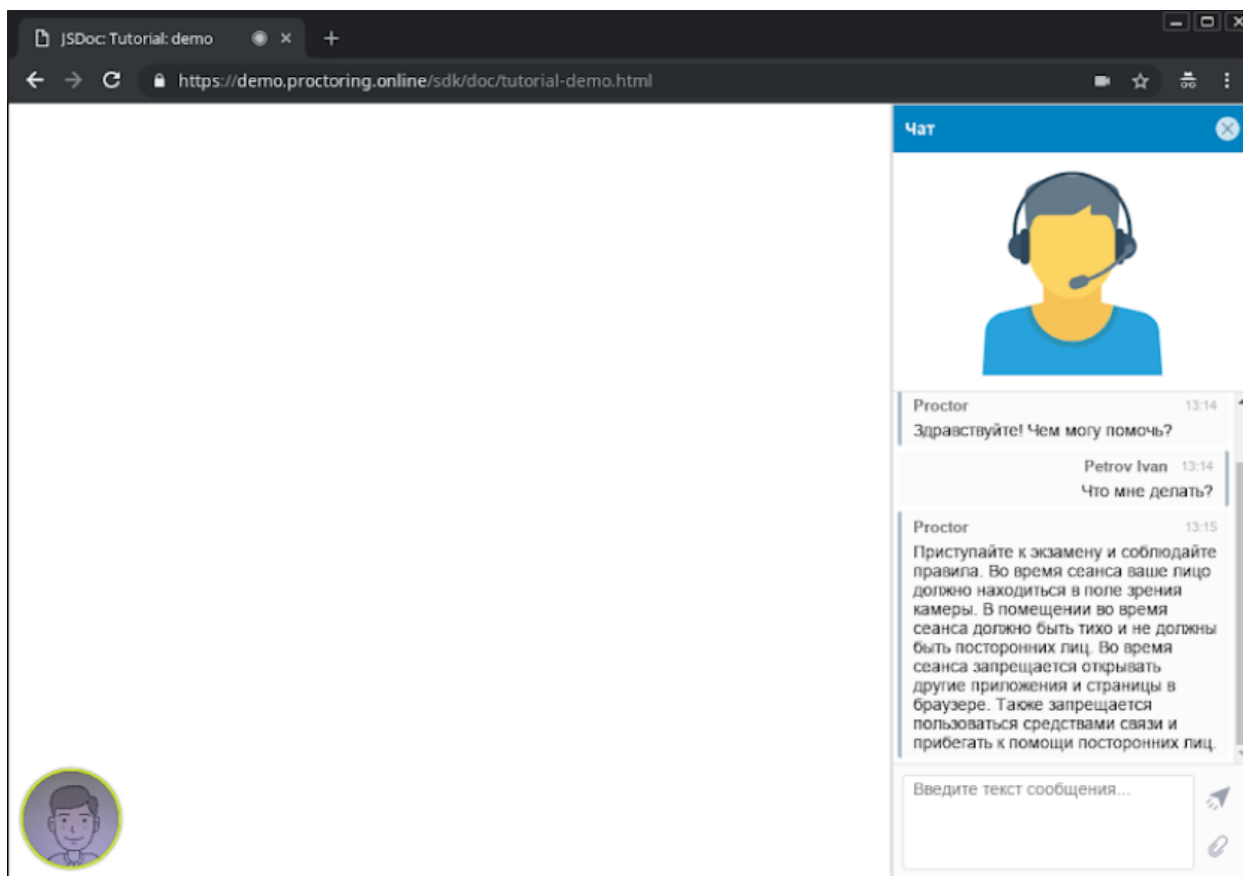 JSDoc: Tutorial: demo
https://demo.proctoring.online/sdk/doc/tutorial-demo.html
Чат
Proctor 13:14
Здравствуйте! Чем могу помочь?
Petrov Ivan 13:14
Что мне делать?
Proctor 13:15
Приступайте к экзамену и соблюдайте
правила. Во время сеанса ваше лицо
должно находиться в поле зрения
камеры. В помещении во время
сеанса должно быть тихо и не должны
быть посторонних лиц. Во время
сеанса запрещается открывать
другие приложения и страницы в
браузере. Также запрещается
пользоваться средствами связи и
прибегать к помощи посторонних лиц.
Введите текст сообщения...